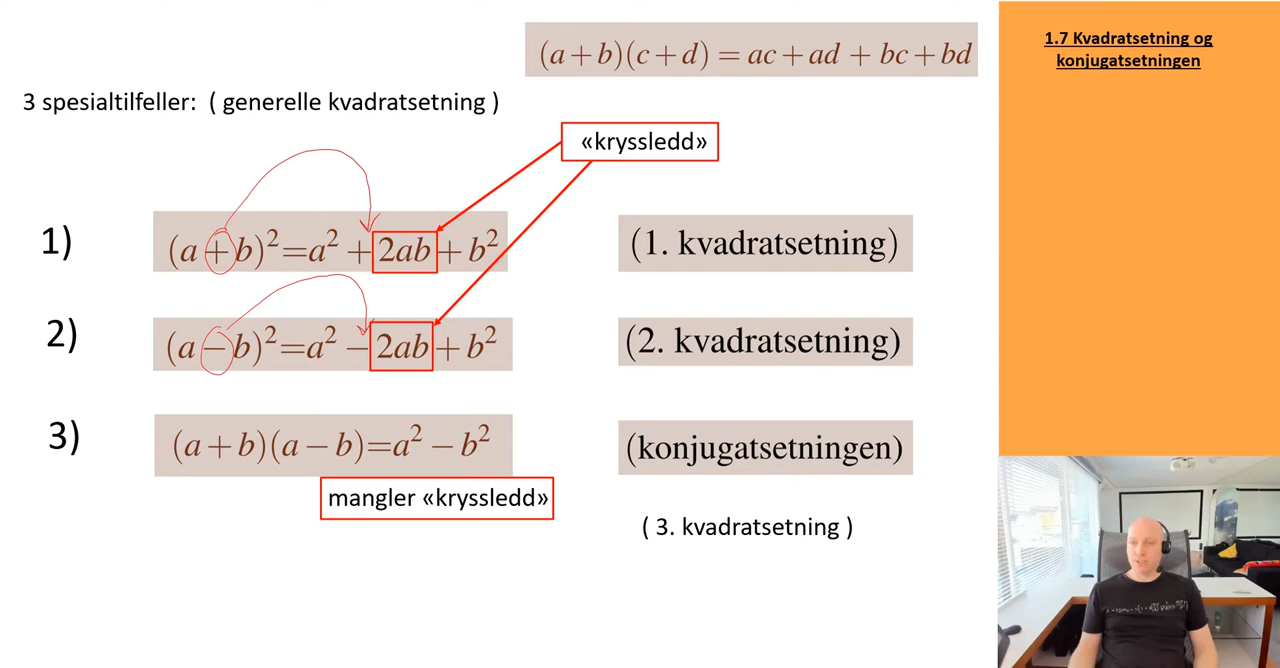 (a+b)(c+d) = ac+ad + bc+bd
1.7 Kvadratsetning og
konjugatsetningen
3 spesialtilfeller: ( generelle kvadratsetning )
«kryssledd»
1) (a+b)²=a²+2ab+b² (1. kvadratsetning)
2) (a−b)²=a²−2ab+b² (2. kvadratsetning)
3) (a+b)(a−b)=a²−b² (konjugatsetningen)
mangler «kryssledd»
( 3. kvadratsetning )